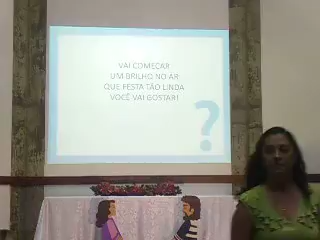 VAI COMEÇAR
UM BRILHO NO AR
QUE FESTA TÃO LINDA
VOCÊ VAI GOSTAR!
?